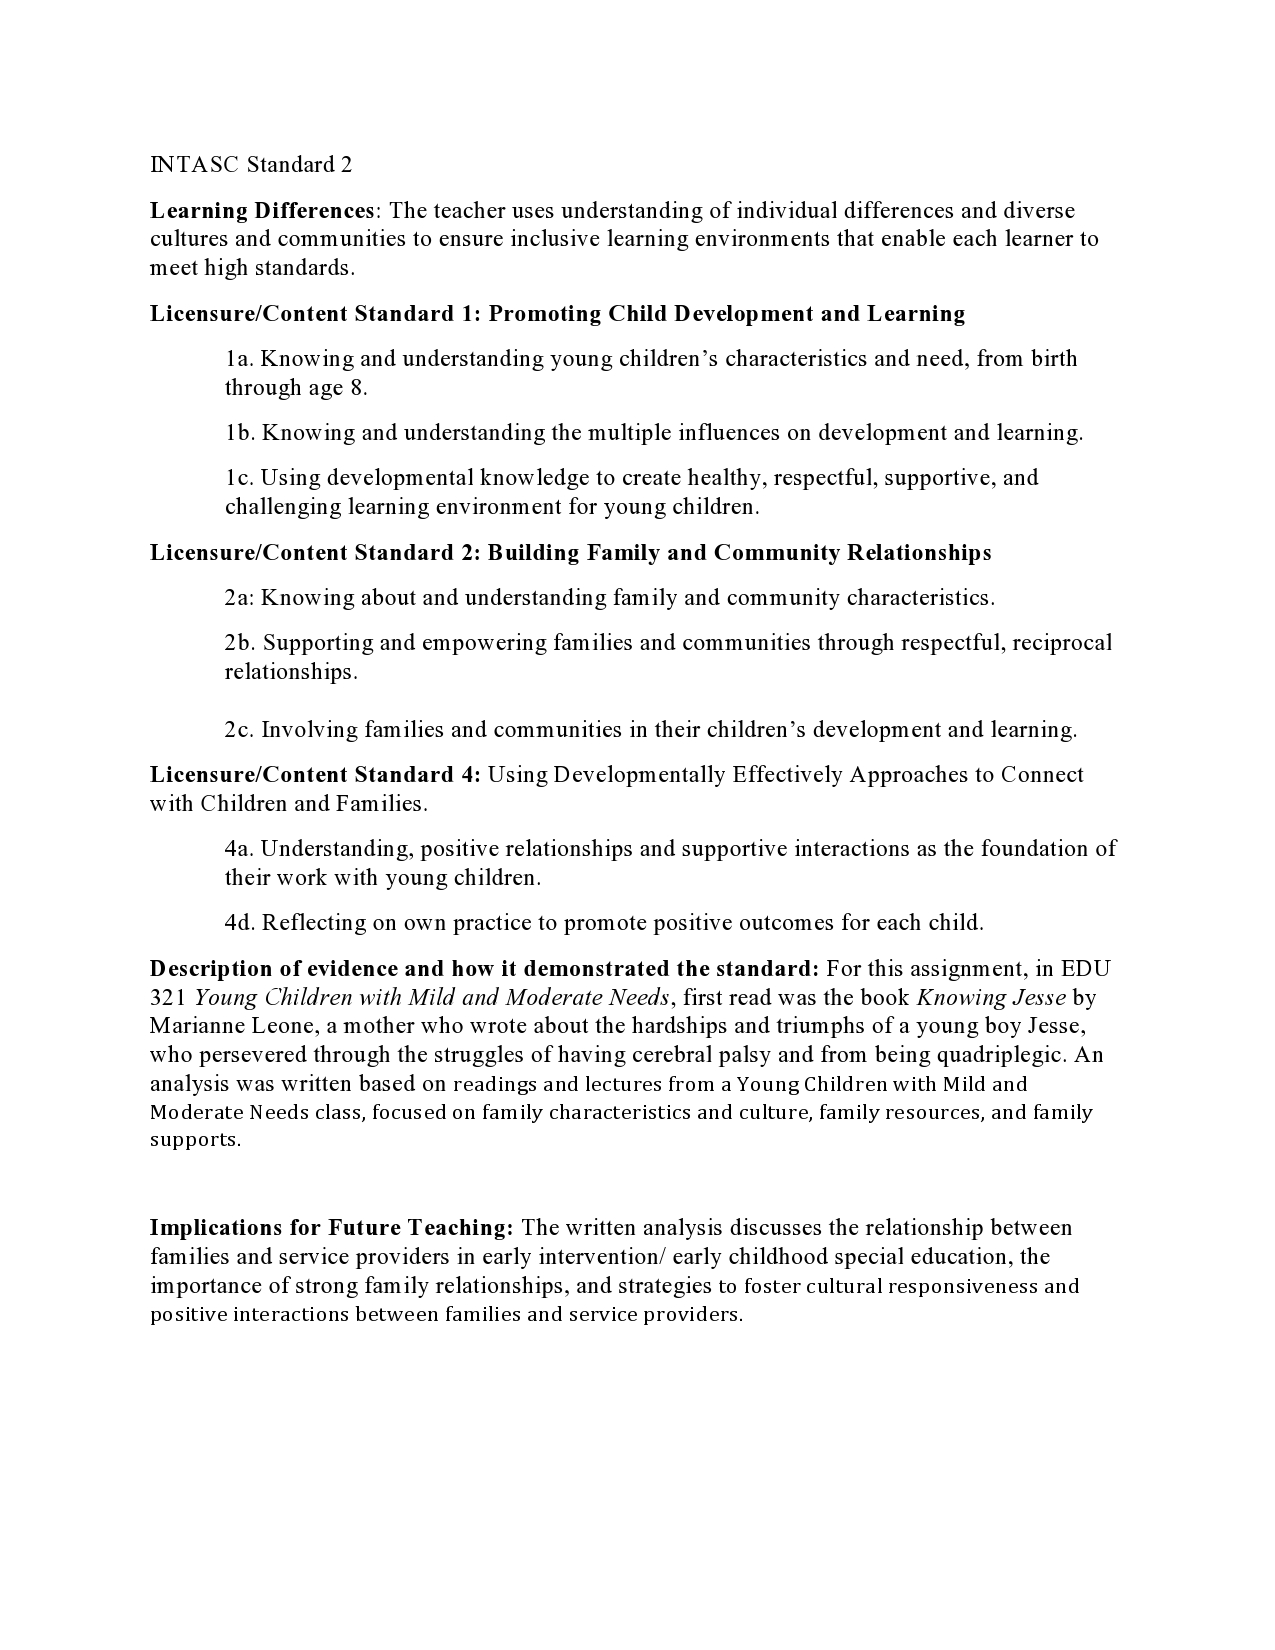 INTASC Standard 2
Learning Differences: The teacher uses understanding of individual differences and diverse
cultures and communities to ensure inclusive learning environments that enable each learner to
meet high standards.
Licensure/Content Standard 1: Promoting Child Development and Learning
1a. Knowing and understanding young children’s characteristics and need, from birth
through age 8.
1b. Knowing and understanding the multiple influences on development and learning.
1c. Using developmental knowledge to create healthy, respectful, supportive, and
challenging learning environment for young children.
Licensure/Content Standard 2: Building Family and Community Relationships
2a: Knowing about and understanding family and community characteristics.
2b. Supporting and empowering families and communities through respectful, reciprocal
relationships.
2c. Involving families and communities in their children’s development and learning.
Licensure/Content Standard 4: Using Developmentally Effectively Approaches to Connect
with Children and Families.
4a. Understanding, positive relationships and supportive interactions as the foundation of
their work with young children.
4d. Reflecting on own practice to promote positive outcomes for each child.
Description of evidence and how it demonstrated the standard: For this assignment, in EDU
321 Young Children with Mild and Moderate Needs, first read was the book Knowing Jesse by
Marianne Leone, a mother who wrote about the hardships and triumphs of a young boy Jesse,
who persevered through the struggles of having cerebral palsy and from being quadriplegic. An
analysis was written based on readings and lectures from a Young Children with Mild and
Moderate Needs class, focused on family characteristics and culture, family resources, and family
supports.
Implications for Future Teaching: The written analysis discusses the relationship between
families and service providers in early intervention/ early childhood special education, the
importance of strong family relationships, and strategies to foster cultural responsiveness and
positive interactions between families and service providers.